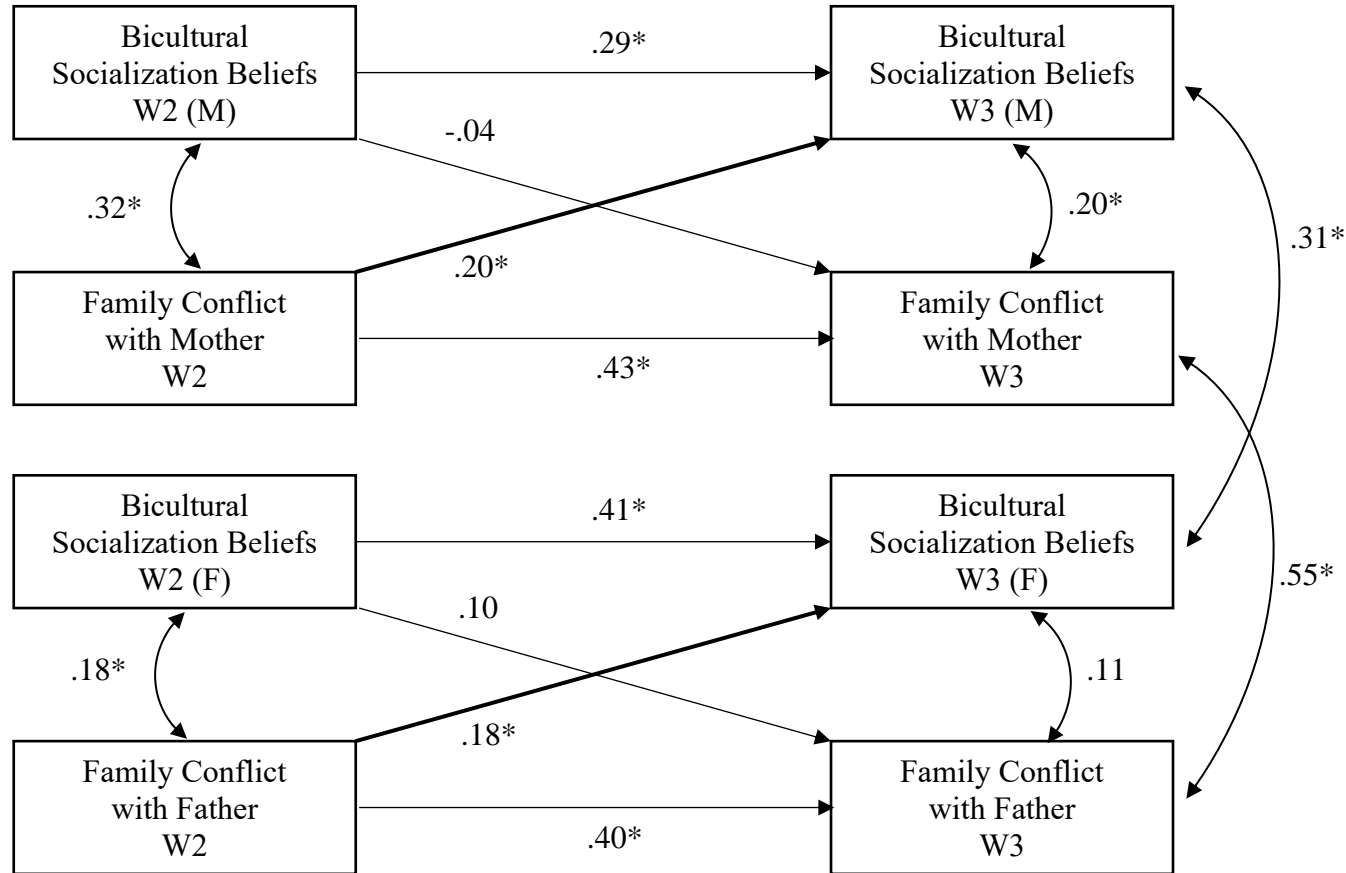 Bicultural
Socialization Beliefs
W2 (M)
.29*
Bicultural
Socialization Beliefs
W3 (M)
-.04
.32*
.20*
.31*
.20*
Family Conflict
with Mother
W2
.43*
Family Conflict
with Mother
W3
Bicultural
Socialization Beliefs
W2 (F)
.41*
Bicultural
Socialization Beliefs
W3 (F)
.55*
.10
.18*
.11
.18*
Family Conflict
with Father
W2
.40*
Family Conflict
with Father
W3